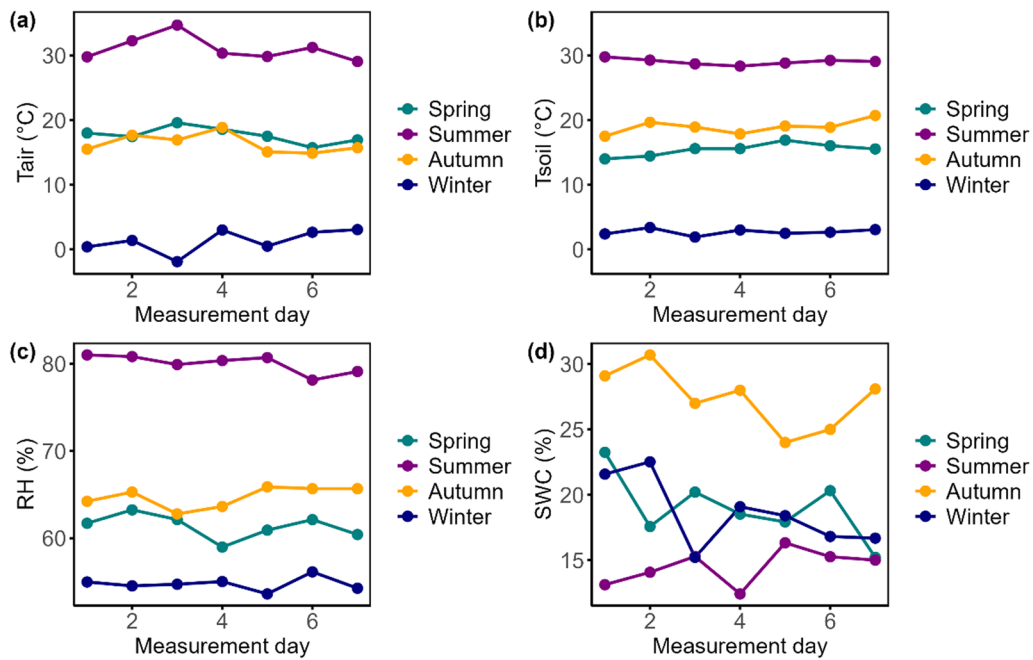 (a)
Tair (°C)
30
20
10
0
2 4 6
Measurement day
Spring
Summer
Autumn
Winter
(b)
Tsoil (°C)
30
20
10
0
2 4 6
Measurement day
Spring
Summer
Autumn
Winter
(c)
RH (%)
80
70
60
2 4 6
Measurement day
Spring
Summer
Autumn
Winter
(d)
SWC (%)
30
25
20
15
2 4 6
Measurement day
Spring
Summer
Autumn
Winter